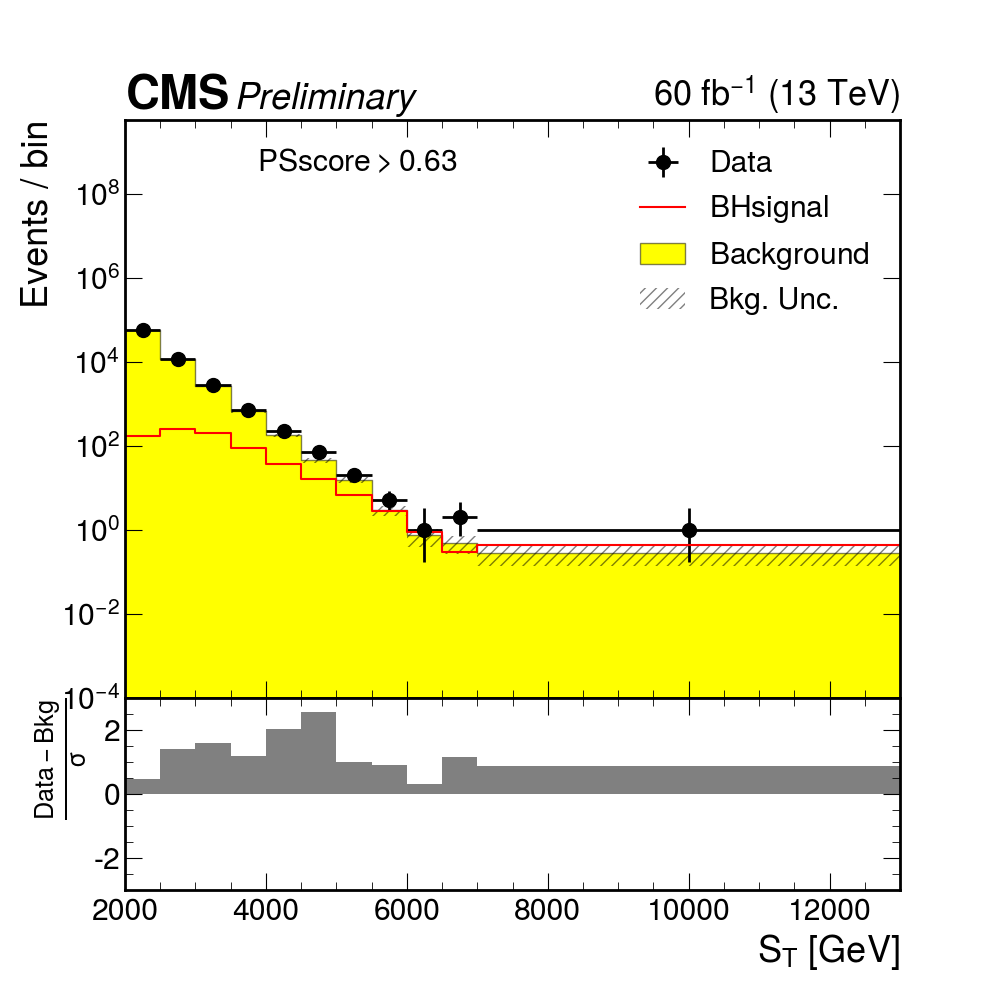 CMS Preliminary
60 fb⁻¹ (13 TeV)
Events / bin
PSscore > 0.63
Data
BHsignal
Background
Bkg. Unc.
10⁸
10⁶
10⁴
10²
10⁰
10⁻²
10⁻⁴
Data – Bkg
σ
2
0
-2
2000 4000 6000 8000 10000 12000
S_T [GeV]